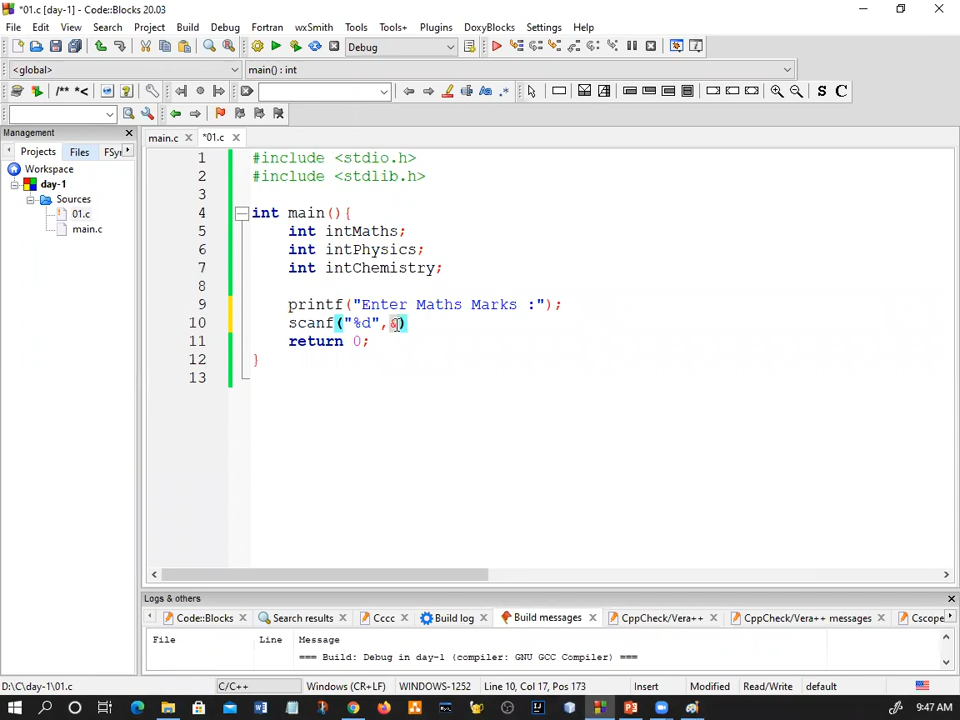 *01.c [day-1] - Code::Blocks 20.03
File Edit View Search Project Build Debug Fortran wxSmith Tools Tools+ Plugins DoxyBlocks Settings Help
Debug
<global> main() : int
/** *< S C
Management
Projects Files FSy
main.c *01.c
Workspace
day-1
Sources
01.c
main.c
1 #include <stdio.h>
2 #include <stdlib.h>
3
4 int main(){
5 int intMaths;
6 int intPhysics;
7 int intChemistry;
8
9 printf("Enter Maths Marks :");
10 scanf("%d",&)
11 return 0;
12 }
13
Logs & others
Code::Blocks Search results Cccc Build log Build messages CppCheck/Vera++ CppCheck/Vera++ messages Cscope
File Line Message
=== Build: Debug in day-1 (compiler: GNU GCC Compiler) ===
D:\C\day-1\01.c C/C++ Windows (CR+LF) WINDOWS-1252 Line 10, Col 17, Pos 173 Insert Modified Read/Write default
9:47 AM